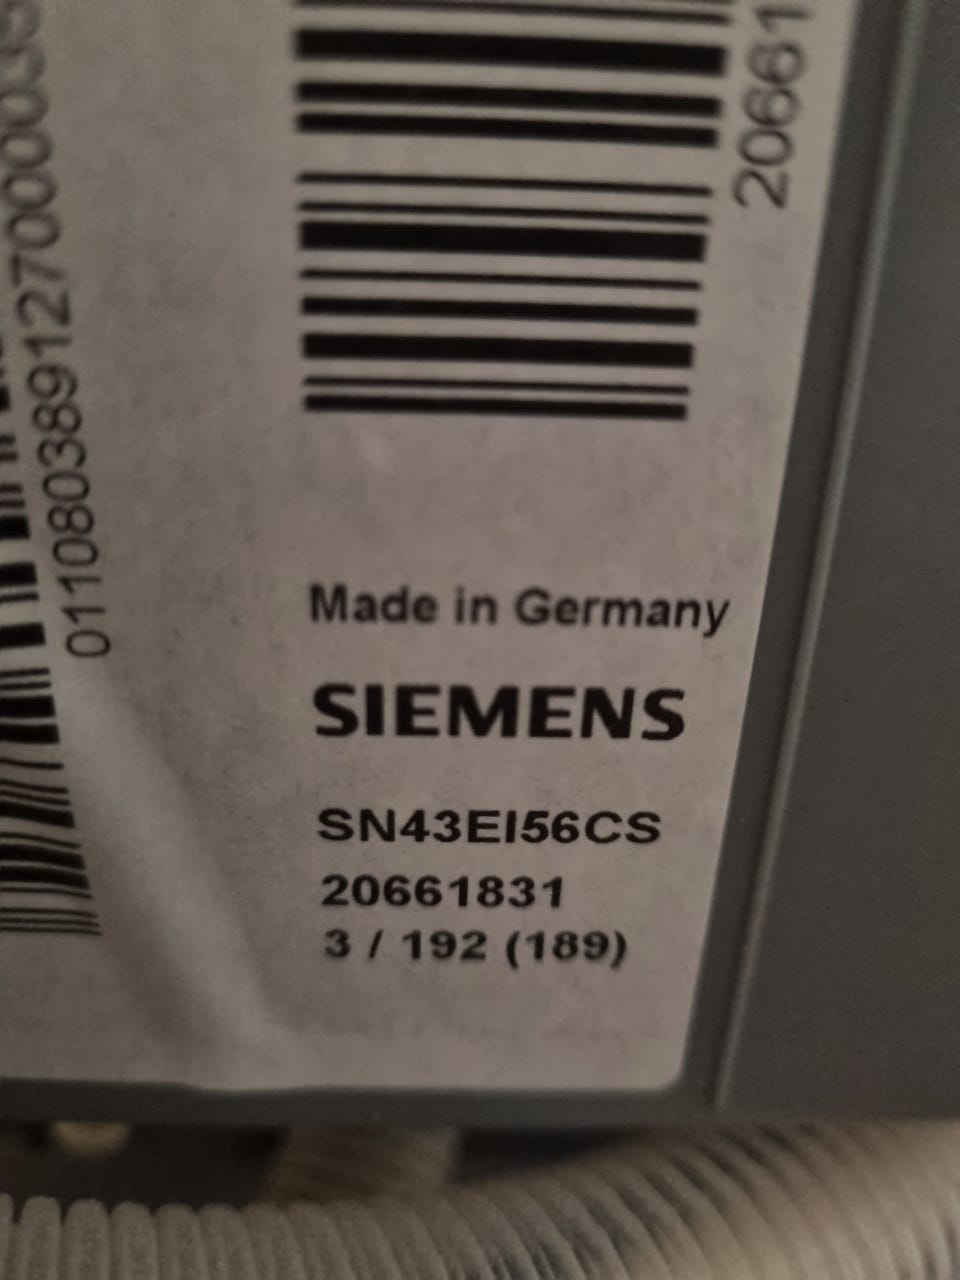 20661
01108038912700003
Made in Germany
SIEMENS
SN43EI56CS
20661831
3 / 192 (189)